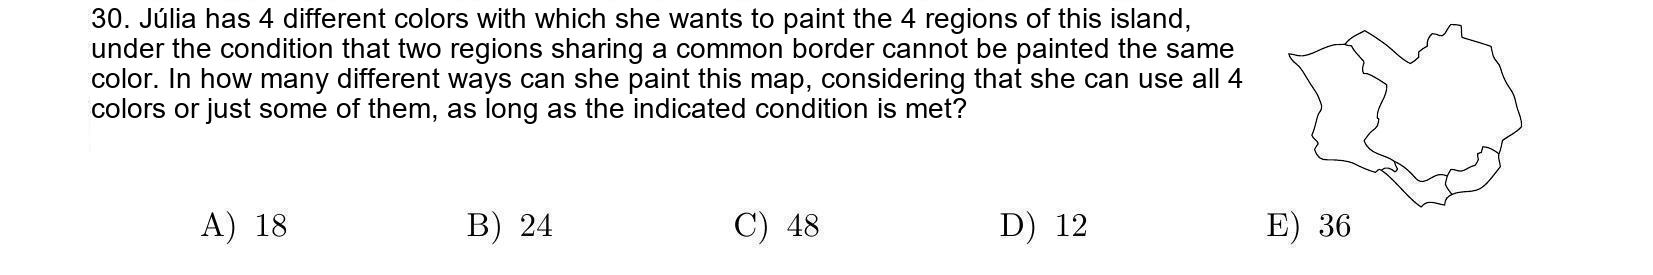 30. Júlia has 4 different colors with which she wants to paint the 4 regions of this island,
under the condition that two regions sharing a common border cannot be painted the same
color. In how many different ways can she paint this map, considering that she can use all 4
colors or just some of them, as long as the indicated condition is met?
A) 18 B) 24 C) 48 D) 12 E) 36